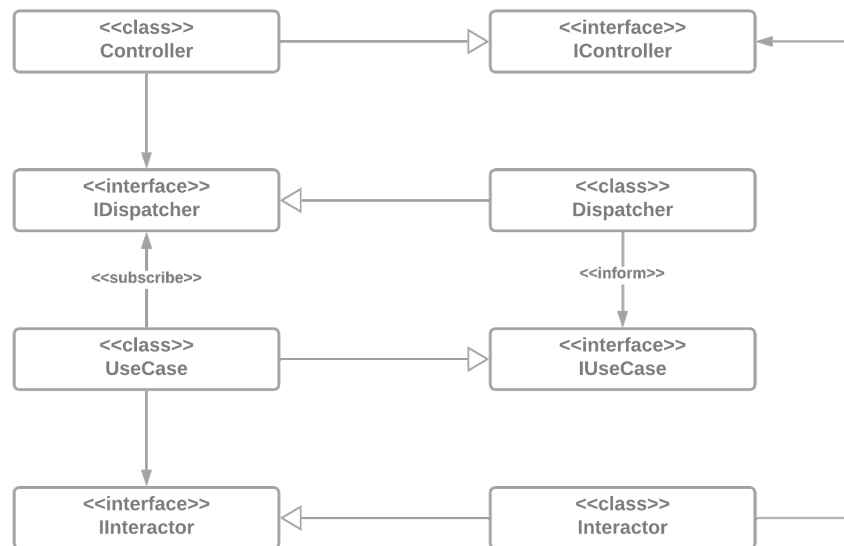 <<class>>
Controller
<<interface>>
IController
<<interface>>
IDispatcher
<<class>>
Dispatcher
<<subscribe>>
<<inform>>
<<class>>
UseCase
<<interface>>
IUseCase
<<interface>>
IInteractor
<<class>>
Interactor